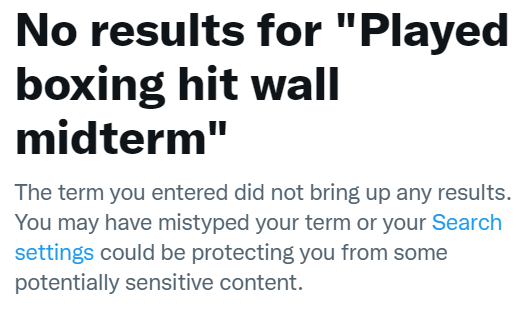 No results for "Played
boxing hit wall
midterm"
The term you entered did not bring up any results.
You may have mistyped your term or your Search
settings could be protecting you from some
potentially sensitive content.